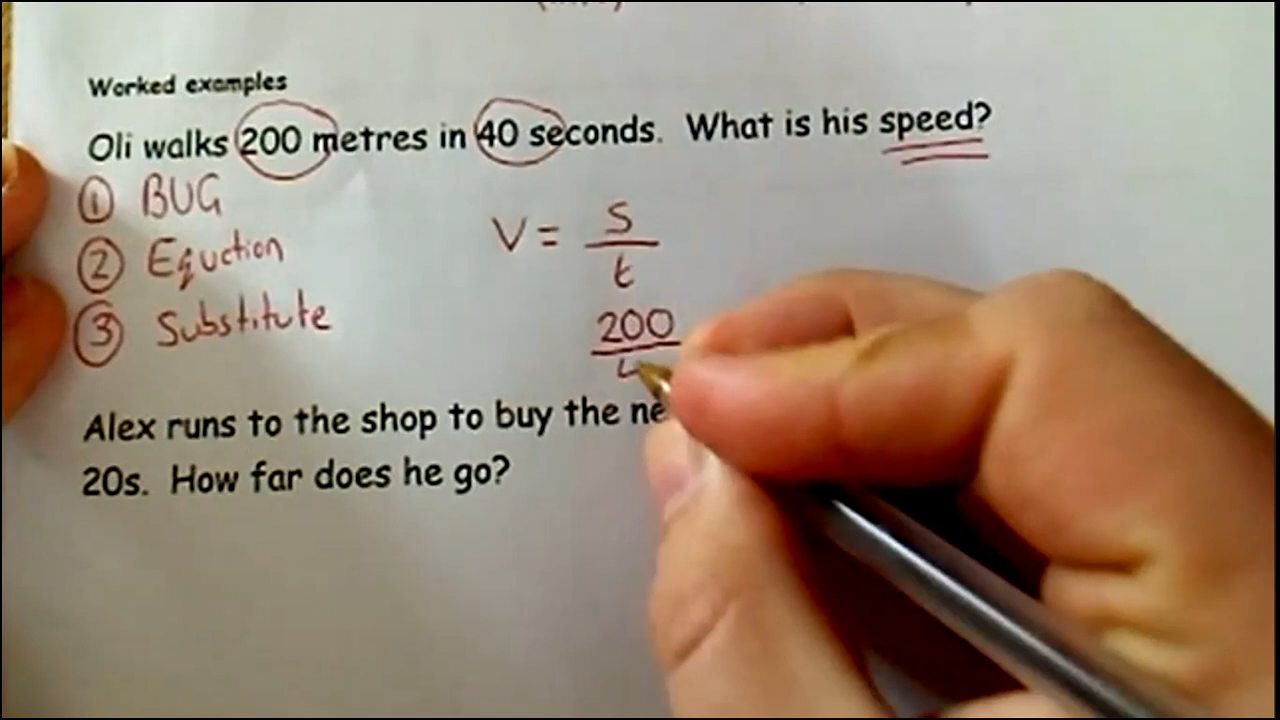 Worked examples
Oli walks 200 metres in 40 seconds. What is his speed?
① BUG
② Equction
③ Substitute
V = s
t
200
4
Alex runs to the shop to buy the
20s. How far does he go?